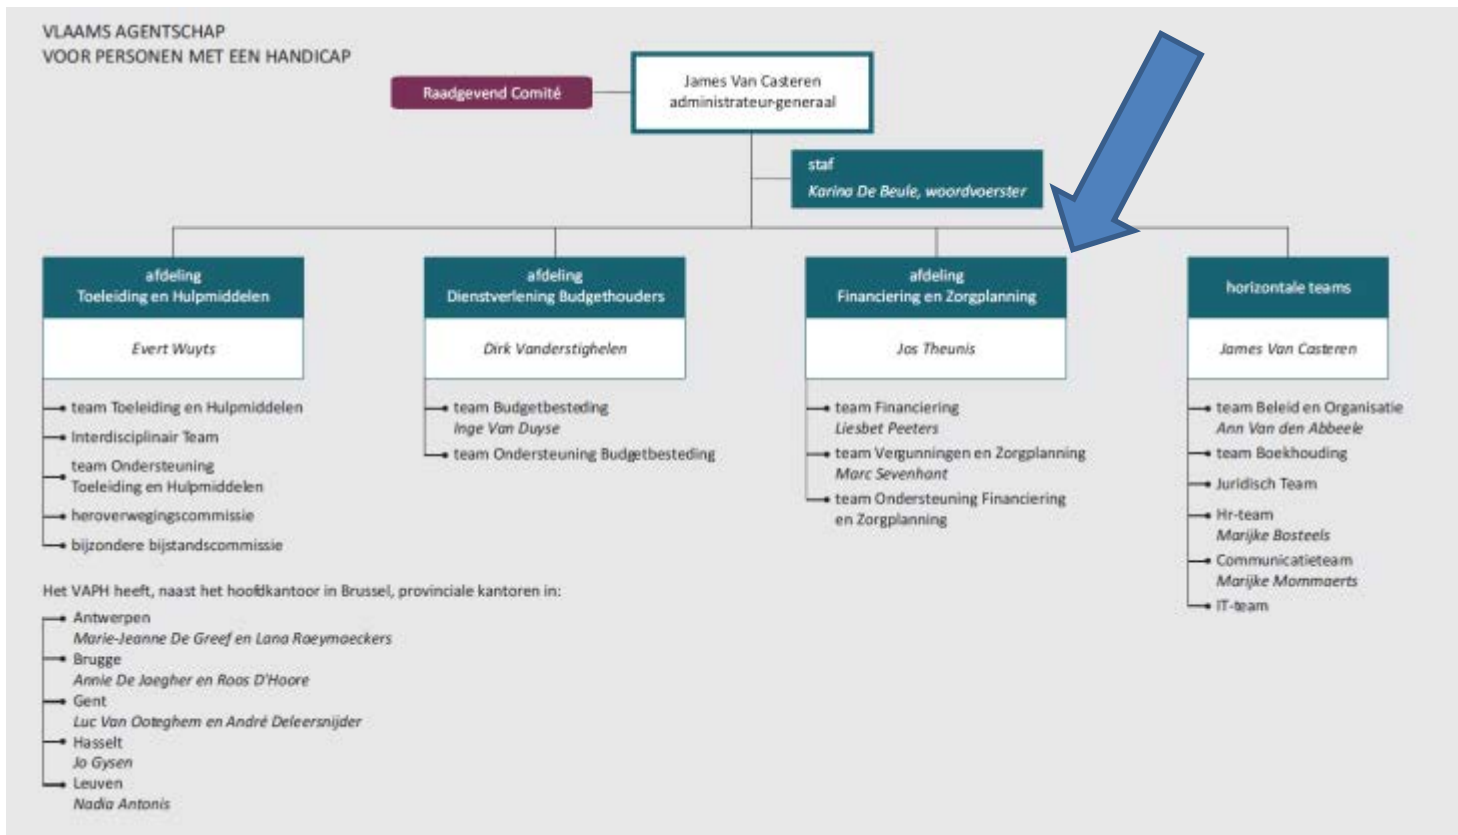 VLAAMS AGENTSCHAP
VOOR PERSONEN MET EEN HANDICAP
Raadgevend Comité
James Van Casteren
administrateur-generaal
staf
Karina De Beule, woordvoerster
afdeling
Toeleiding en Hulpmiddelen
Evert Wuyts
team Toeleiding en Hulpmiddelen
Interdisciplinair Team
team Ondersteuning
Toeleiding en Hulpmiddelen
heroverwegingscommissie
bijzondere bijstandscommissie
afdeling
Dienstverlening Budgethouders
Dirk Vanderstighelen
team Budgetbesteding
Inge Van Duyse
team Ondersteuning Budgetbesteding
afdeling
Financiering en Zorgplanning
Jos Theunis
team Financiering
Liesbet Peeters
team Vergunningen en Zorgplanning
Marc Sevenhant
team Ondersteuning Financiering
en Zorgplanning
horizontale teams
James Van Casteren
team Beleid en Organisatie
Ann Van den Abbeele
team Boekhouding
Juridisch Team
Hr-team
Marijke Bosteels
Communicatieteam
Marijke Mommaerts
IT-team
Het VAPH heeft, naast het hoofdkantoor in Brussel, provinciale kantoren in:
Antwerpen
Marie-Jeanne De Greef en Lana Raeymaeckers
Brugge
Annie De Jaegher en Roos D'Hoore
Gent
Luc Van Ooteghem en André Deleersnijder
Hasselt
Jo Gysen
Leuven
Nadia Antonis